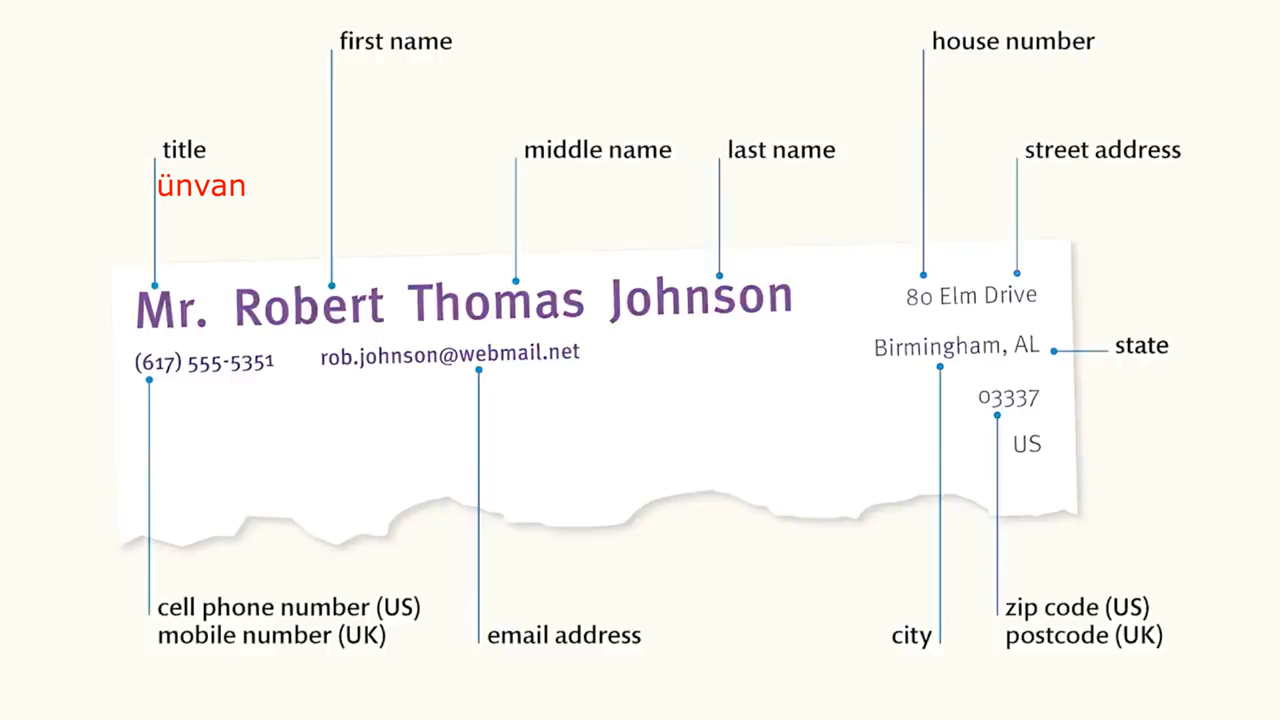 first name
house number
title
middle name
last name
street address
ünvan
Mr. Robert Thomas Johnson
80 Elm Drive
(617) 555-5351
rob.johnson@webmail.net
Birmingham, AL
state
03337
US
cell phone number (US)
mobile number (UK)
email address
city
zip code (US)
postcode (UK)